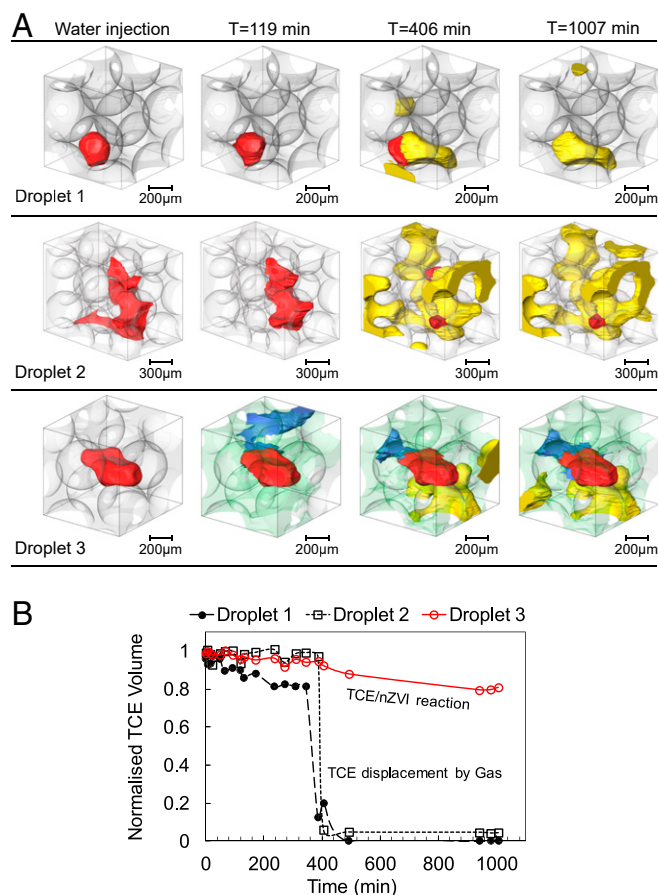 A
Water injection T=119 min T=406 min T=1007 min
Droplet 1
200µm 200µm 200µm 200µm
Droplet 2
300µm 300µm 300µm 300µm
Droplet 3
200µm 200µm 200µm 200µm
B
Droplet 1 Droplet 2 Droplet 3
Normalised TCE Volume
1
0.8
0.6
0.4
0.2
0
TCE/nZVI reaction
TCE displacement by Gas
0 200 400 600 800 1000
Time (min)